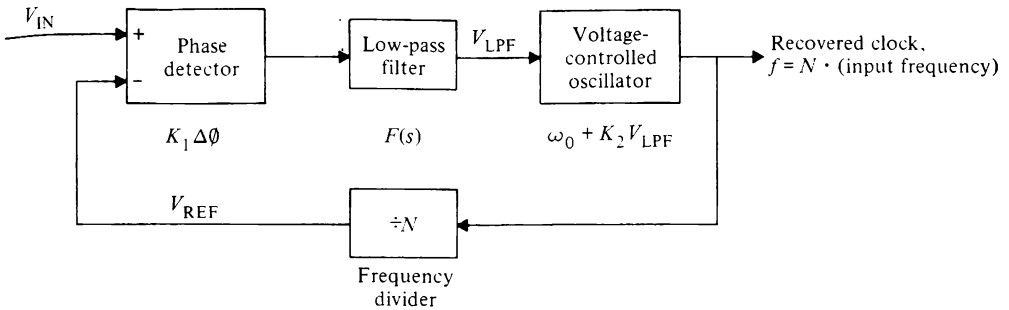 V_IN
+
−
Phase
detector
Low-pass
filter
V_LPF
Voltage-
controlled
oscillator
Recovered clock,
f = N · (input frequency)
K_1 Δ∅
F(s)
ω_0 + K_2 V_LPF
V_REF
÷N
Frequency
divider